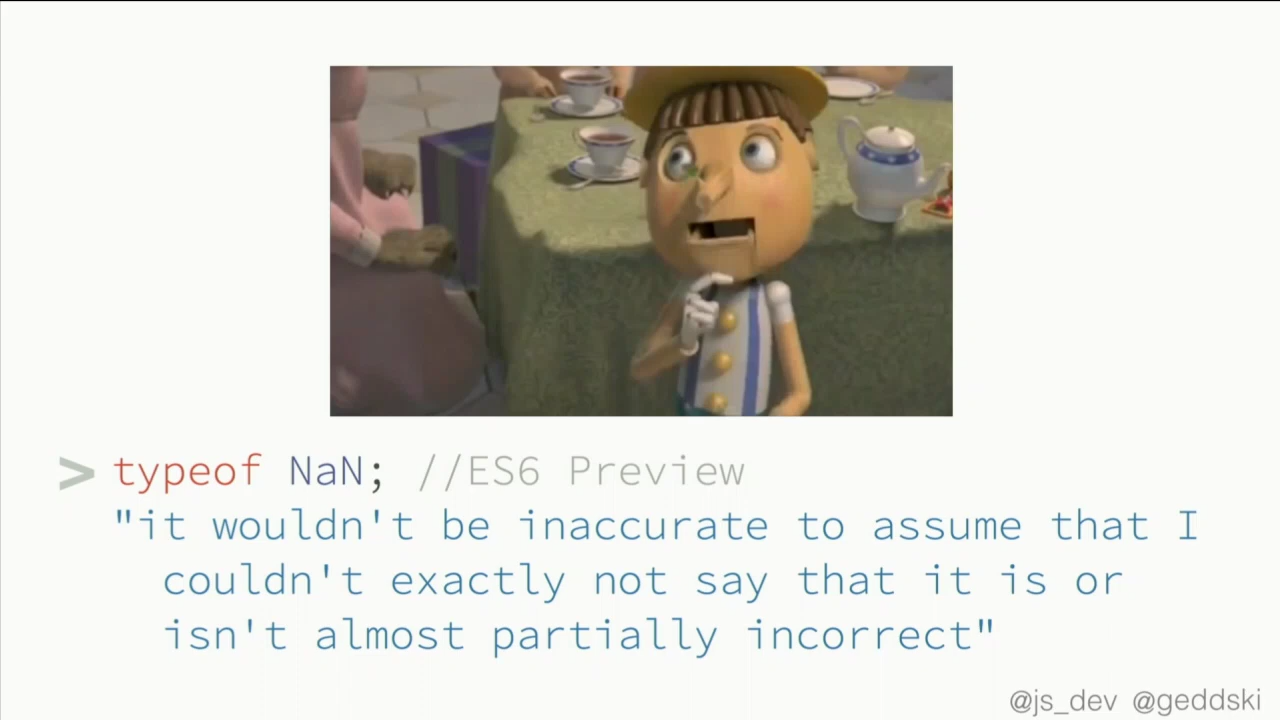 > typeof NaN; //ES6 Preview
"it wouldn't be inaccurate to assume that I
couldn't exactly not say that it is or
isn't almost partially incorrect"
@js_dev @geddski